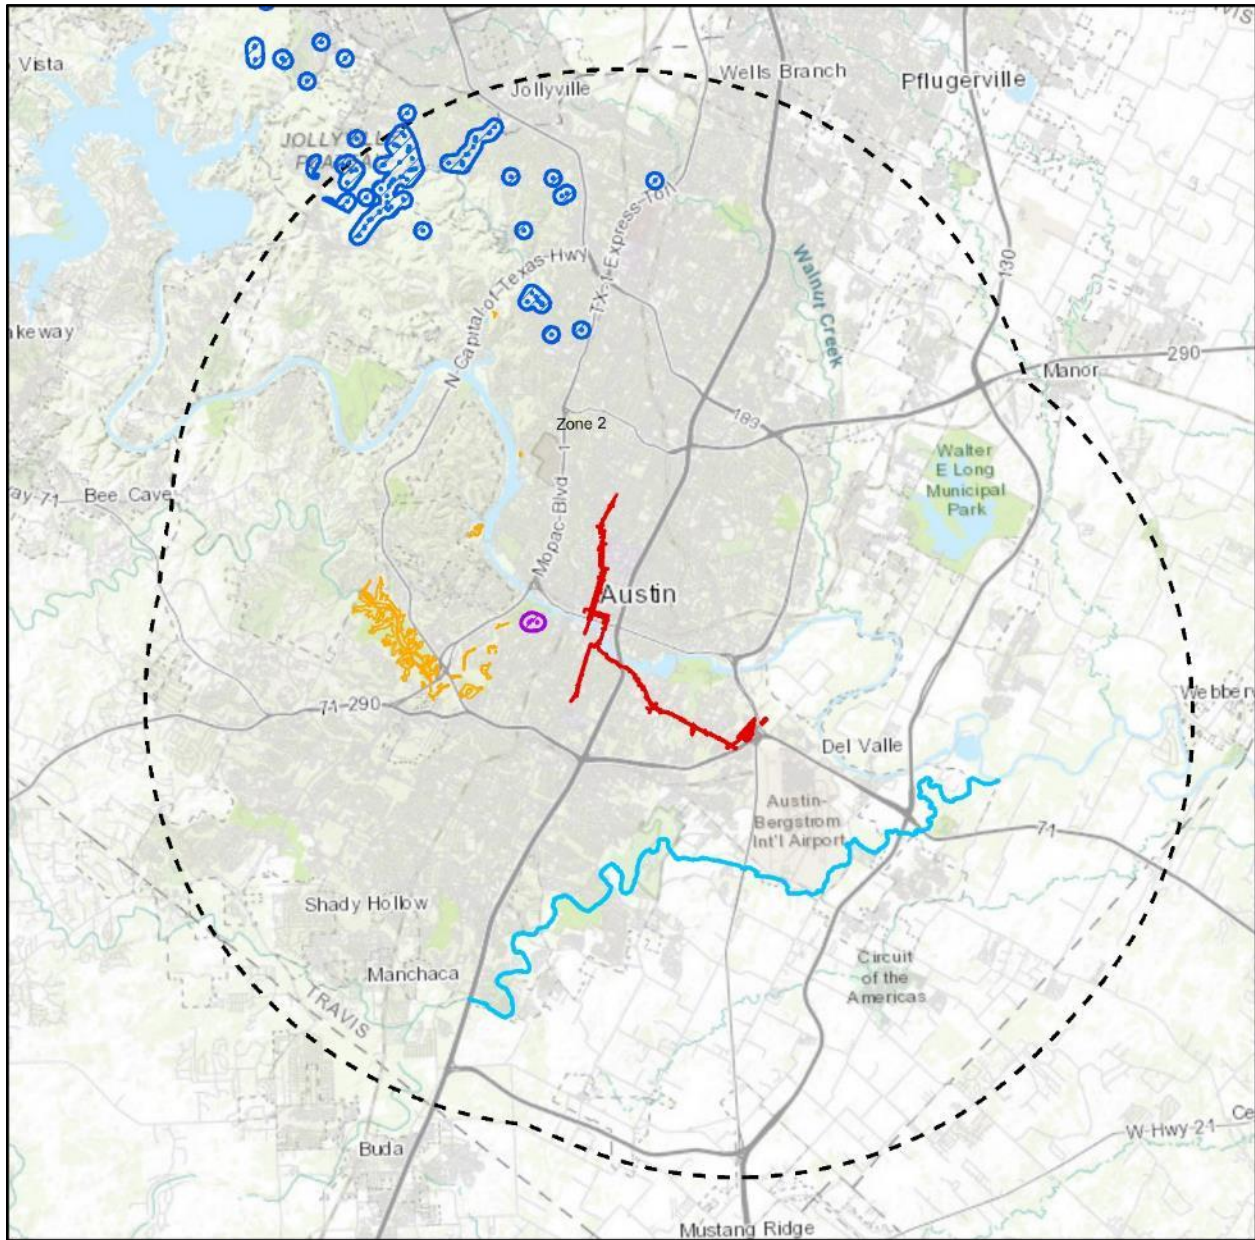 Vista
Wells Branch
Pflugerville
Jollyville
TX-1-Express-Toll
N-Capital-of-Texas-Hwy
Walnut Creek
130
akeway
290
Manor
183
Zone 2
Walter
E Long
Municipal
Park
ay-71
Bee Cave
Mopac-Blvd
1
Austin
71-290
Webber
Del Valle
Austin-
Bergstrom
Int'l Airport
71
Shady Hollow
Circuit
of the
Americas
Manchaca
TRAVIS
Buda
W-Hwy-21
Ce
Mustang Ridge